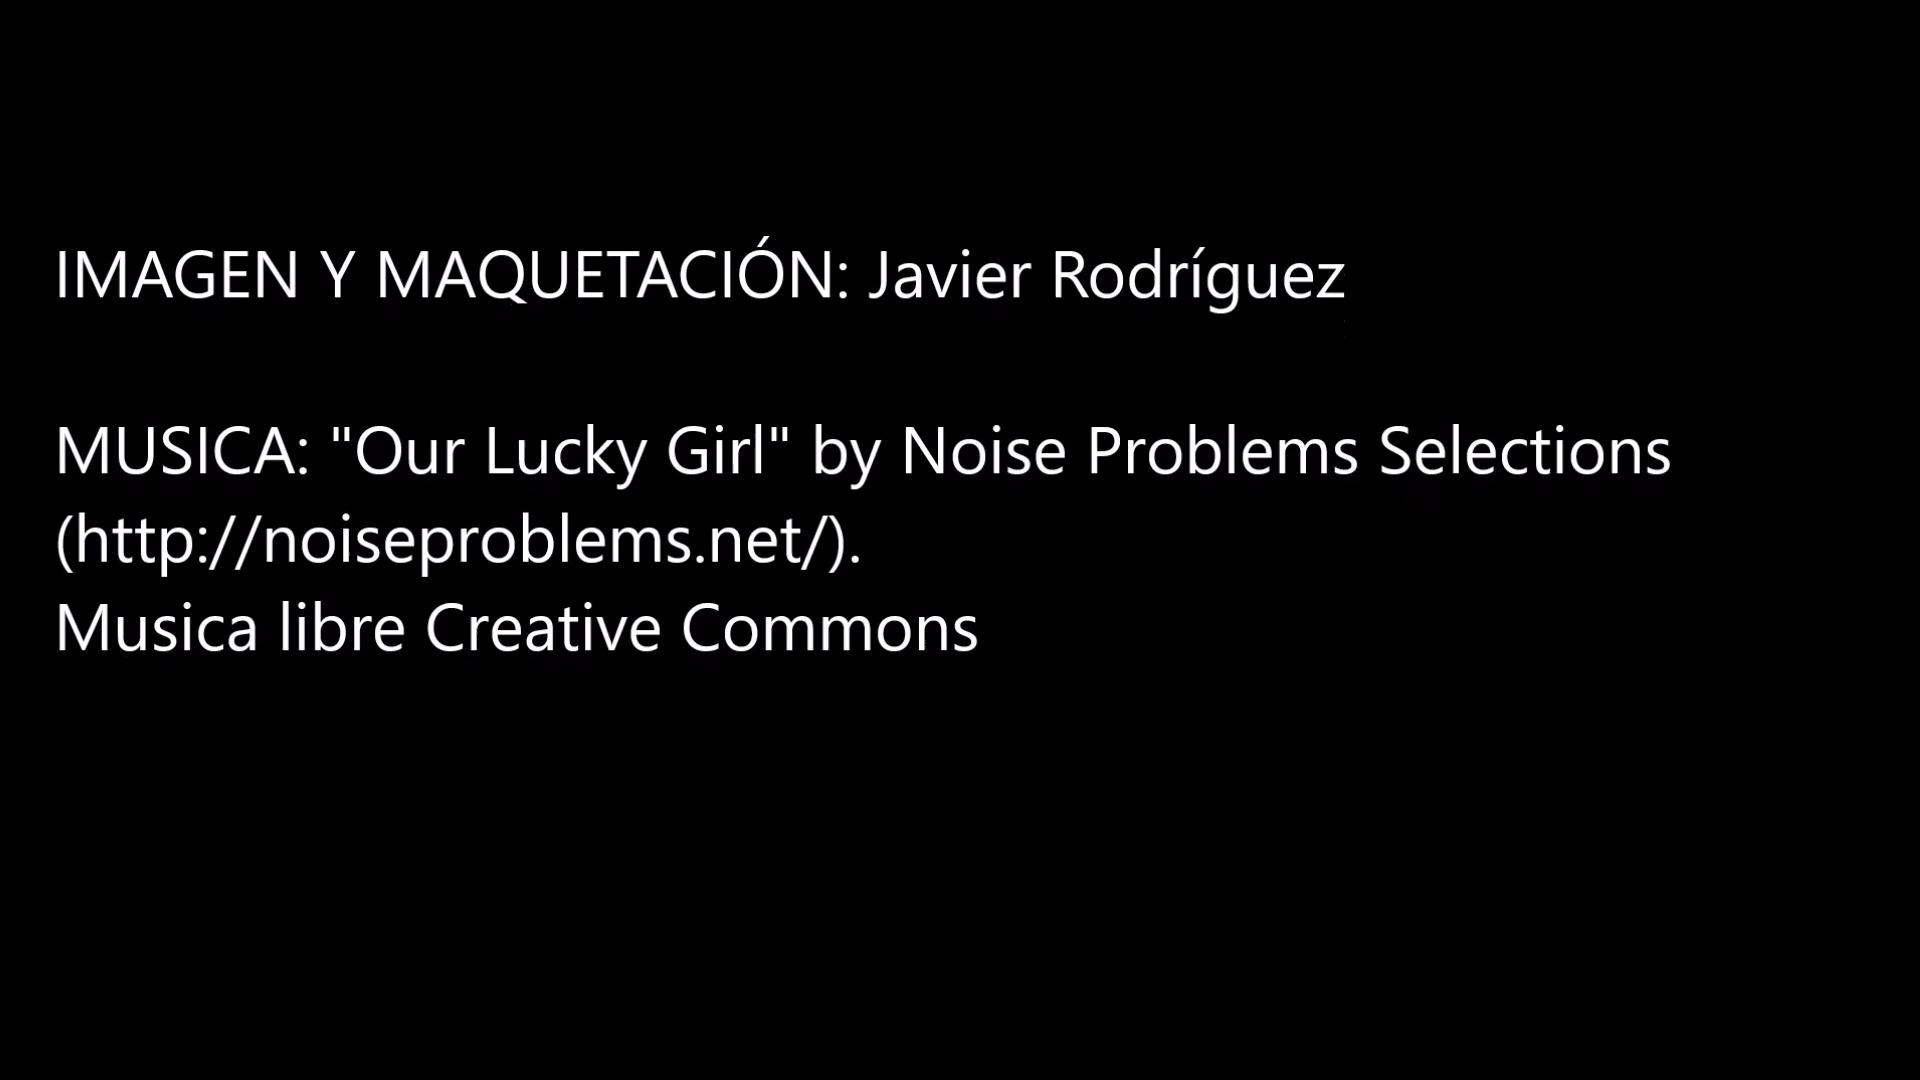 IMAGEN Y MAQUETACIÓN: Javier Rodríguez
MUSICA: "Our Lucky Girl" by Noise Problems Selections
(http://noiseproblems.net/).
Musica libre Creative Commons